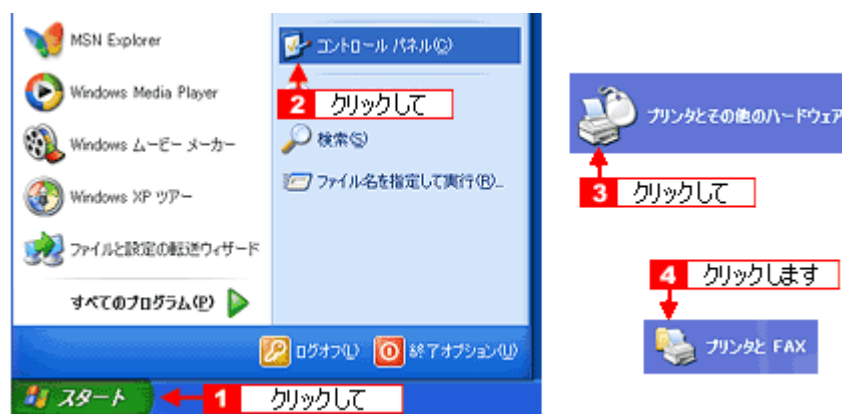 MSN Explorer
コントロール パネル(C)
Windows Media Player
2 クリックして
Windows ムービー メーカー
検索(S)
Windows XP ツアー
ファイル名を指定して実行(R)...
ファイルと設定の転送ウィザード
すべてのプログラム(P)
ログオフ(L)
終了オプション(U)
スタート
1 クリックして
プリンタとその他のハードウェア
3 クリックして
4 クリックします
プリンタと FAX